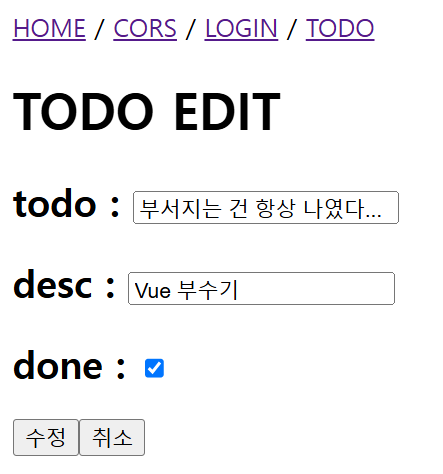 HOME / CORS / LOGIN / TODO
TODO EDIT
todo : 부서지는 건 항상 나였다...
desc : Vue 부수기
done :
수정 취소